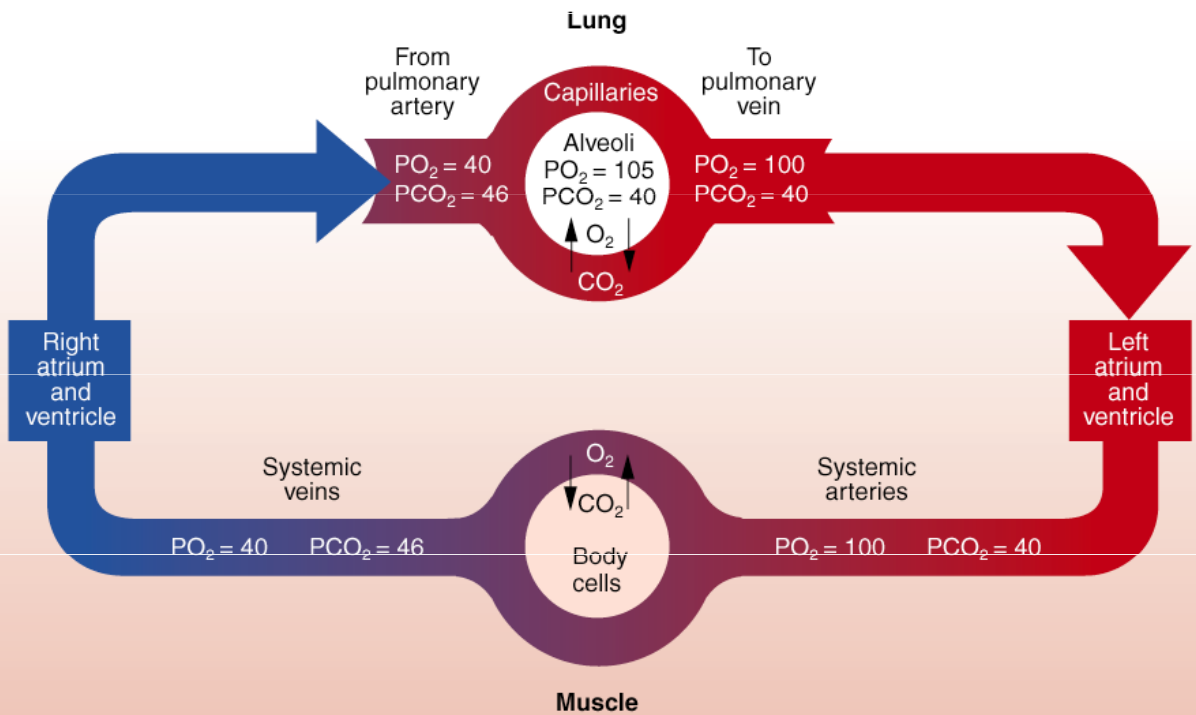 Lung
From
pulmonary
artery
To
pulmonary
vein
Capillaries
PO₂ = 40
PCO₂ = 46
Alveoli
PO₂ = 105
PCO₂ = 40
O₂
CO₂
PO₂ = 100
PCO₂ = 40
Right
atrium
and
ventricle
Left
atrium
and
ventricle
Systemic
veins
O₂
CO₂
Body
cells
Systemic
arteries
PO₂ = 40 PCO₂ = 46
PO₂ = 100 PCO₂ = 40
Muscle